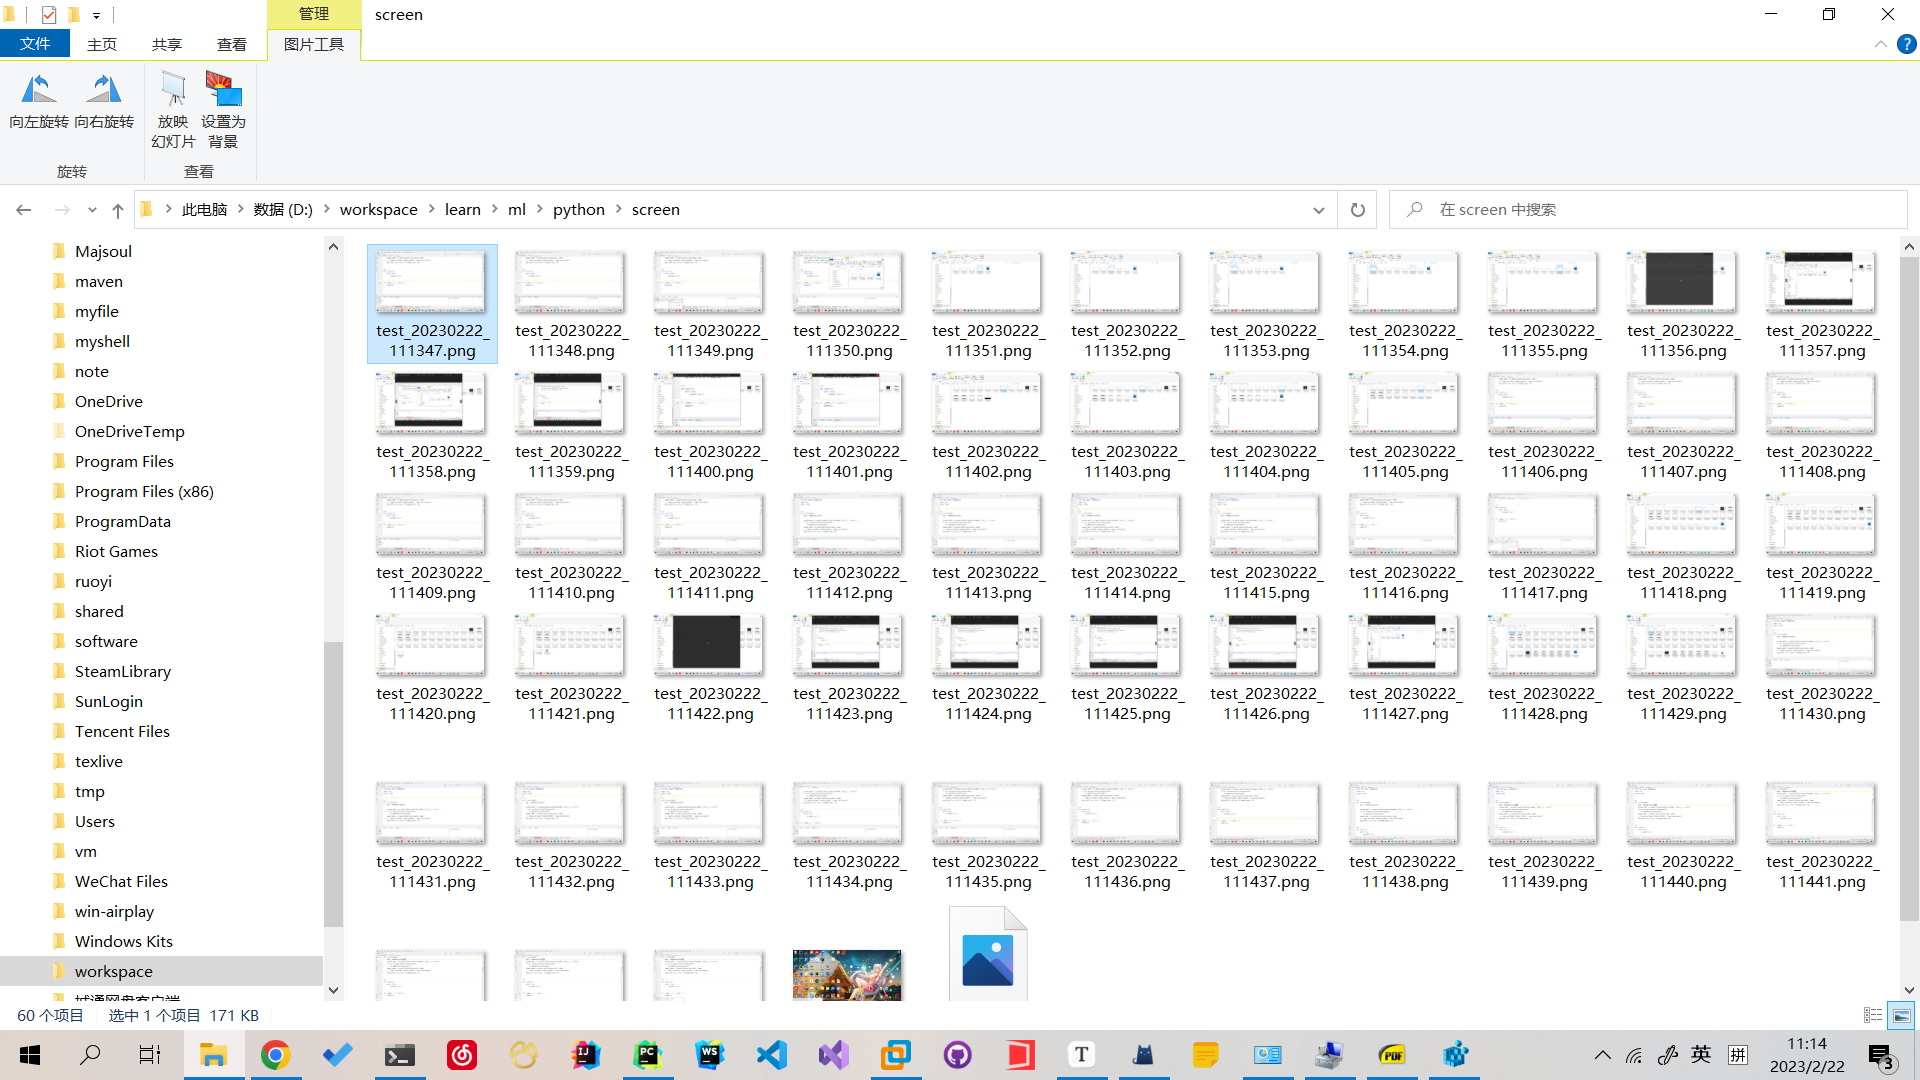 管理
screen
文件
主页
共享
查看
图片工具
向左旋转
向右旋转
放映
幻灯片
设置为
背景
旋转
查看
此电脑
数据 (D:)
workspace
learn
ml
python
screen
在 screen 中搜索
Majsoul
maven
myfile
myshell
note
OneDrive
OneDriveTemp
Program Files
Program Files (x86)
ProgramData
Riot Games
ruoyi
shared
software
SteamLibrary
SunLogin
Tencent Files
texlive
tmp
Users
vm
WeChat Files
win-airplay
Windows Kits
workspace
test_20230222_111347.png
test_20230222_111348.png
test_20230222_111349.png
test_20230222_111350.png
test_20230222_111351.png
test_20230222_111352.png
test_20230222_111353.png
test_20230222_111354.png
test_20230222_111355.png
test_20230222_111356.png
test_20230222_111357.png
test_20230222_111358.png
test_20230222_111359.png
test_20230222_111400.png
test_20230222_111401.png
test_20230222_111402.png
test_20230222_111403.png
test_20230222_111404.png
test_20230222_111405.png
test_20230222_111406.png
test_20230222_111407.png
test_20230222_111408.png
test_20230222_111409.png
test_20230222_111410.png
test_20230222_111411.png
test_20230222_111412.png
test_20230222_111413.png
test_20230222_111414.png
test_20230222_111415.png
test_20230222_111416.png
test_20230222_111417.png
test_20230222_111418.png
test_20230222_111419.png
test_20230222_111420.png
test_20230222_111421.png
test_20230222_111422.png
test_20230222_111423.png
test_20230222_111424.png
test_20230222_111425.png
test_20230222_111426.png
test_20230222_111427.png
test_20230222_111428.png
test_20230222_111429.png
test_20230222_111430.png
test_20230222_111431.png
test_20230222_111432.png
test_20230222_111433.png
test_20230222_111434.png
test_20230222_111435.png
test_20230222_111436.png
test_20230222_111437.png
test_20230222_111438.png
test_20230222_111439.png
test_20230222_111440.png
test_20230222_111441.png
60 个项目
选中 1 个项目 171 KB
英
拼
11:14
2023/2/22
3